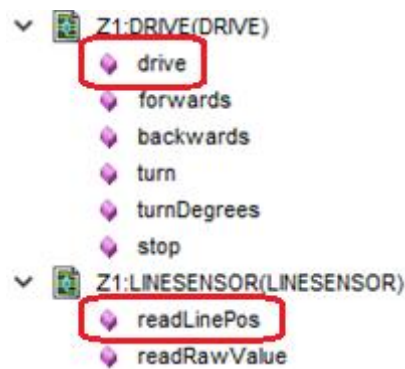 Z1:DRIVE(DRIVE)
drive
forwards
backwards
turn
turnDegrees
stop
Z1:LINESENSOR(LINESENSOR)
readLinePos
readRawValue